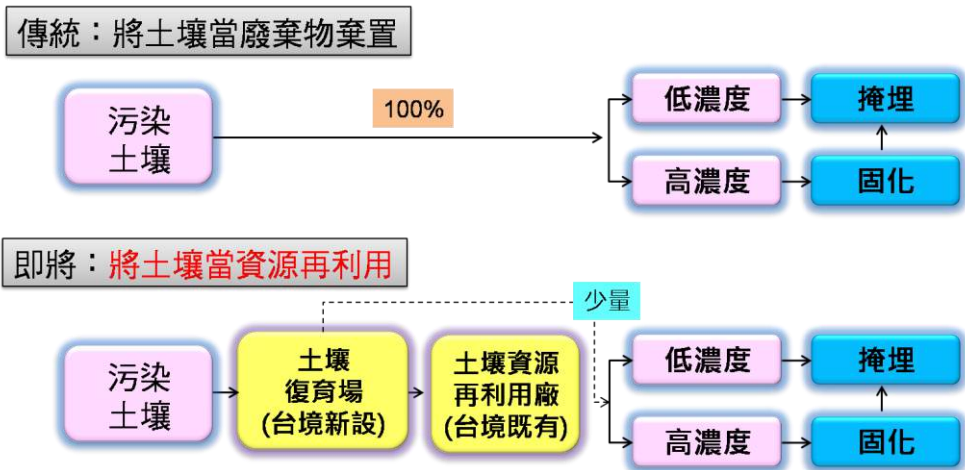 傳統：將土壤當廢棄物棄置
污染
土壤
100%
低濃度
掩埋
高濃度
固化
即將：將土壤當資源再利用
少量
污染
土壤
土壤
復育場
(台境新設)
土壤資源
再利用廠
(台境既有)
低濃度
掩埋
高濃度
固化